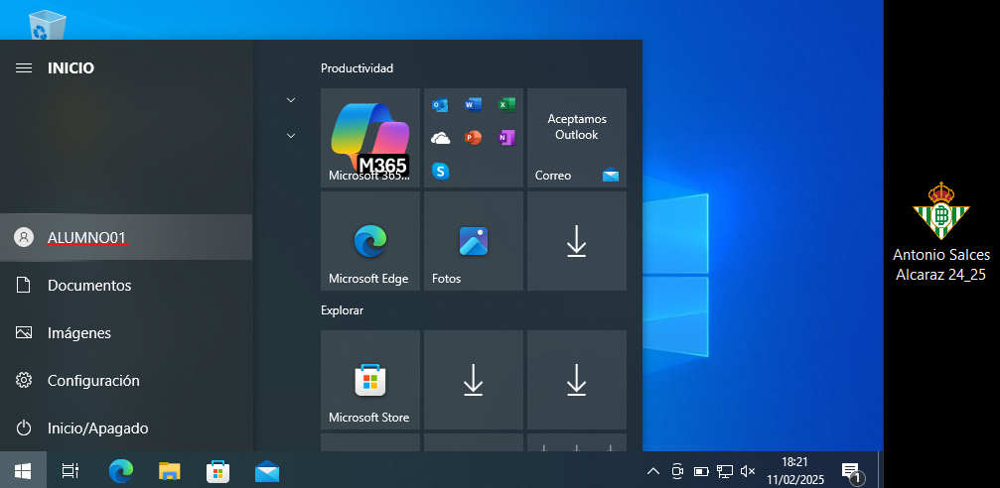 INICIO
ALUMNO01
Documentos
Imágenes
Configuración
Inicio/Apagado
Productividad
M365
Microsoft 365...
Aceptamos
Outlook
Correo
Microsoft Edge
Fotos
Explorar
Microsoft Store
18:21
11/02/2025
1
Antonio Salces
Alcaraz 24_25